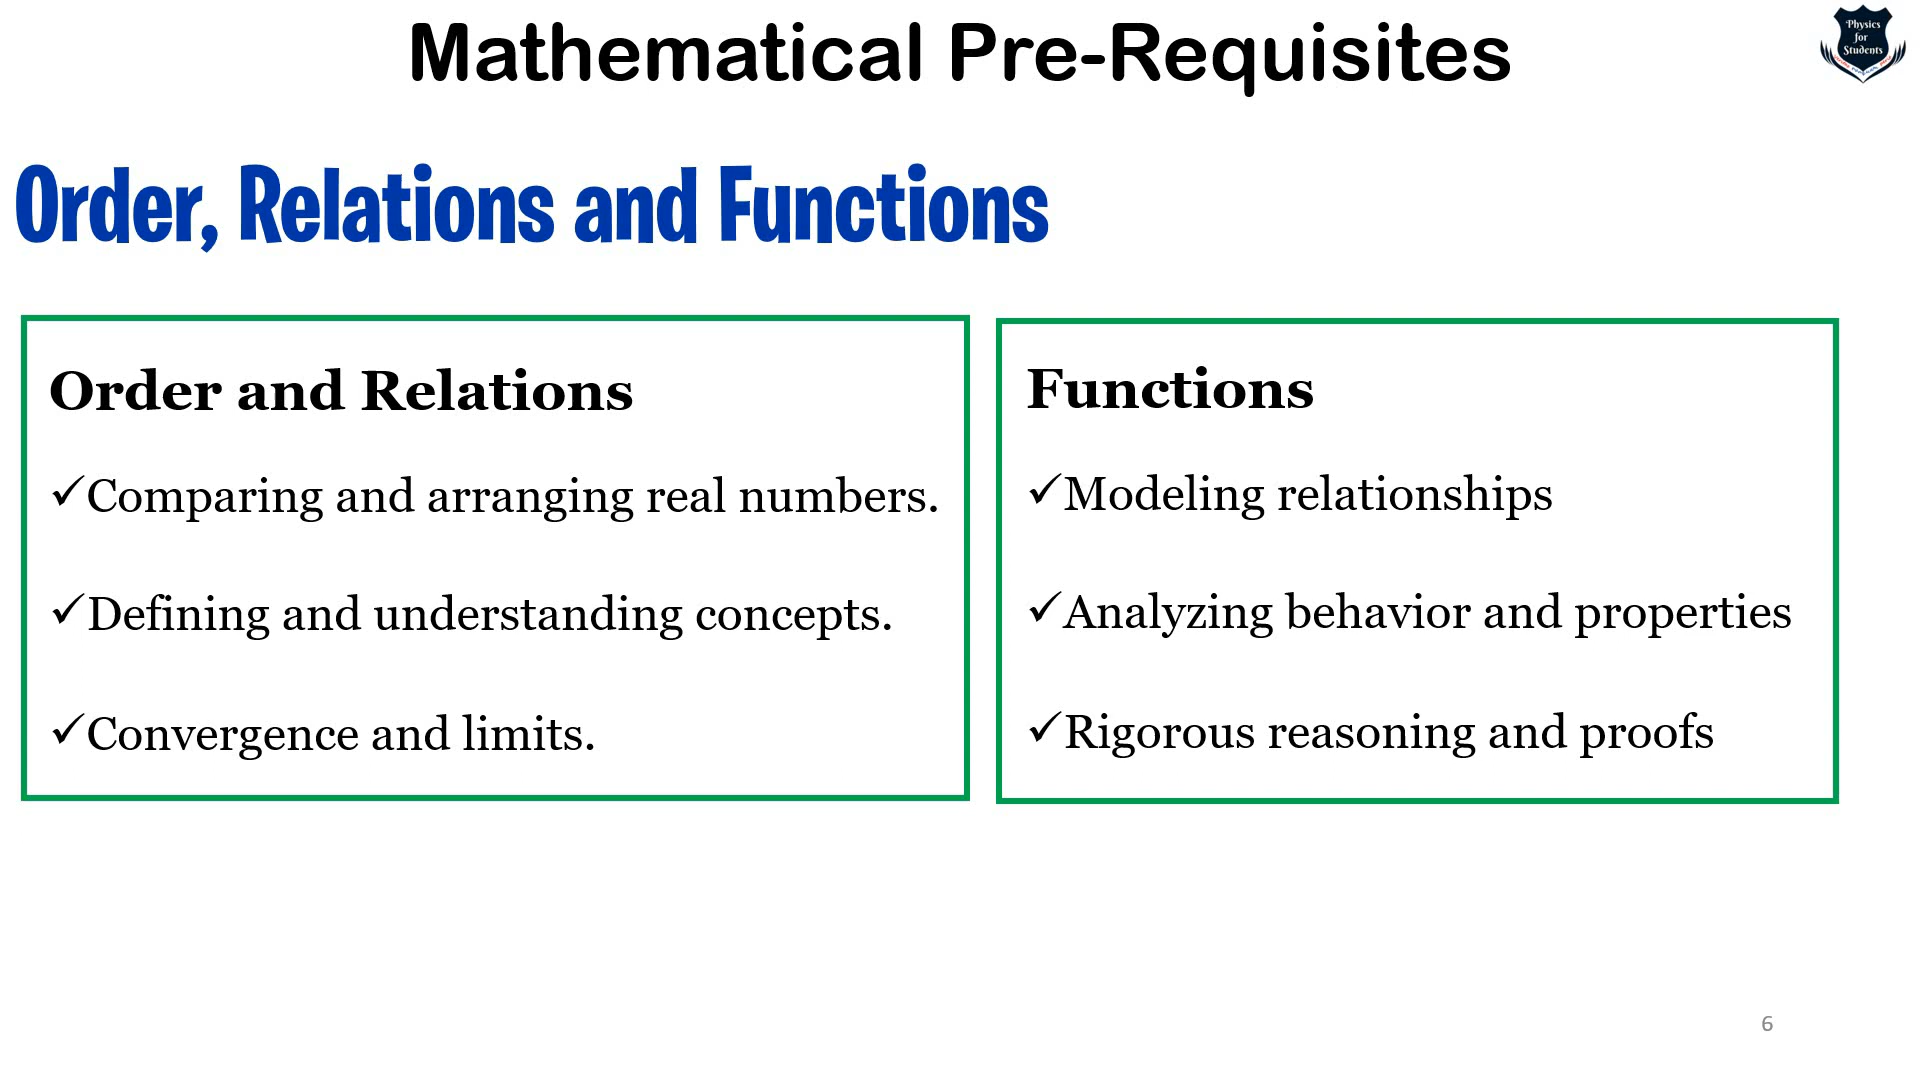 Mathematical Pre-Requisites
Physics
for
Students
Order, Relations and Functions
Order and Relations
✓Comparing and arranging real numbers.
✓Defining and understanding concepts.
✓Convergence and limits.
Functions
✓Modeling relationships
✓Analyzing behavior and properties
✓Rigorous reasoning and proofs
6